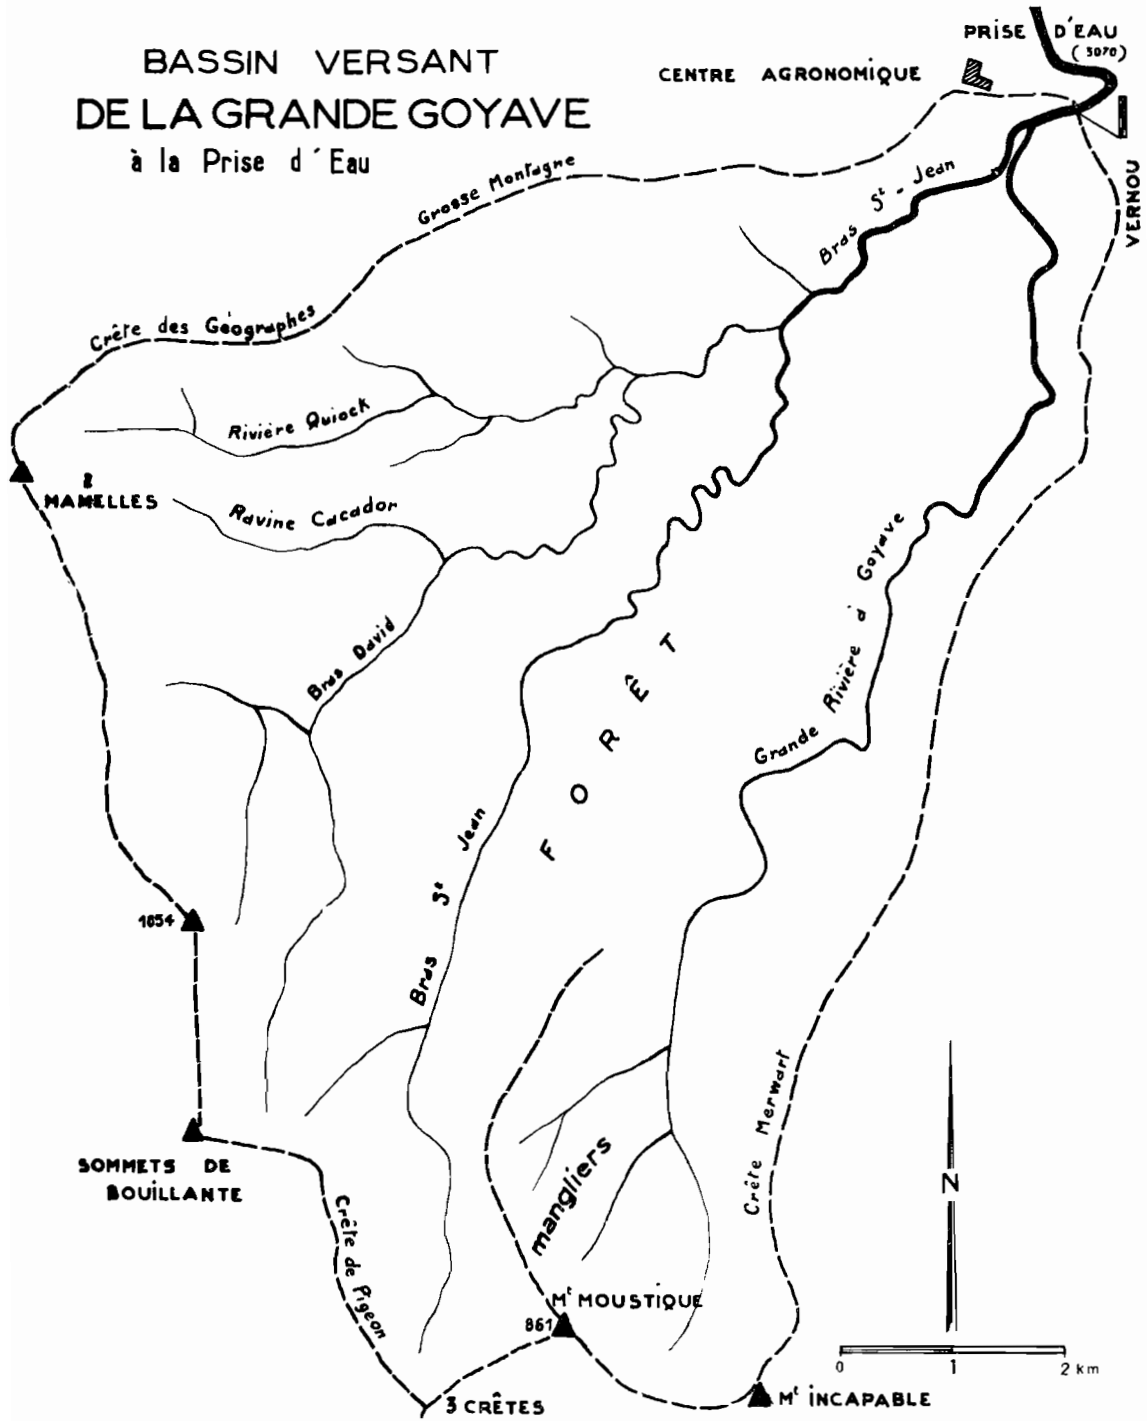 BASSIN VERSANT
DE LA GRANDE GOYAVE
à la Prise d'Eau
PRISE D'EAU
(3070)
CENTRE AGRONOMIQUE
VERNOU
Grosse Montagne
Bras St - Jean
Crête des Géographes
Rivière Quiock
2
MAMELLES
Ravine Cacador
Grande Rivière à Goyave
Bras David
FORÊT
Bras St Jean
1054
SOMMETS DE
BOUILLANTE
Crête de Pigeon
mangliers
Crête Merwart
N
Mt MOUSTIQUE
861
0 1 2 km
3 CRÊTES
Mt INCAPABLE